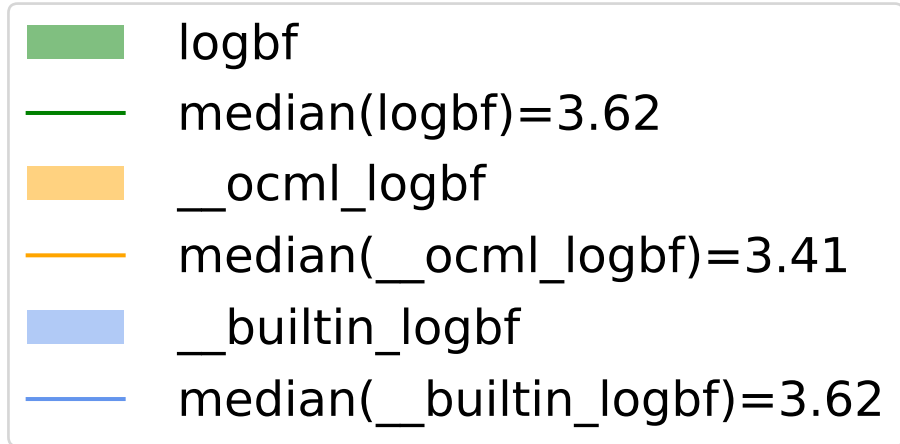 logbf
median(logbf)=3.62
__ocml_logbf
median(__ocml_logbf)=3.41
__builtin_logbf
median(__builtin_logbf)=3.62